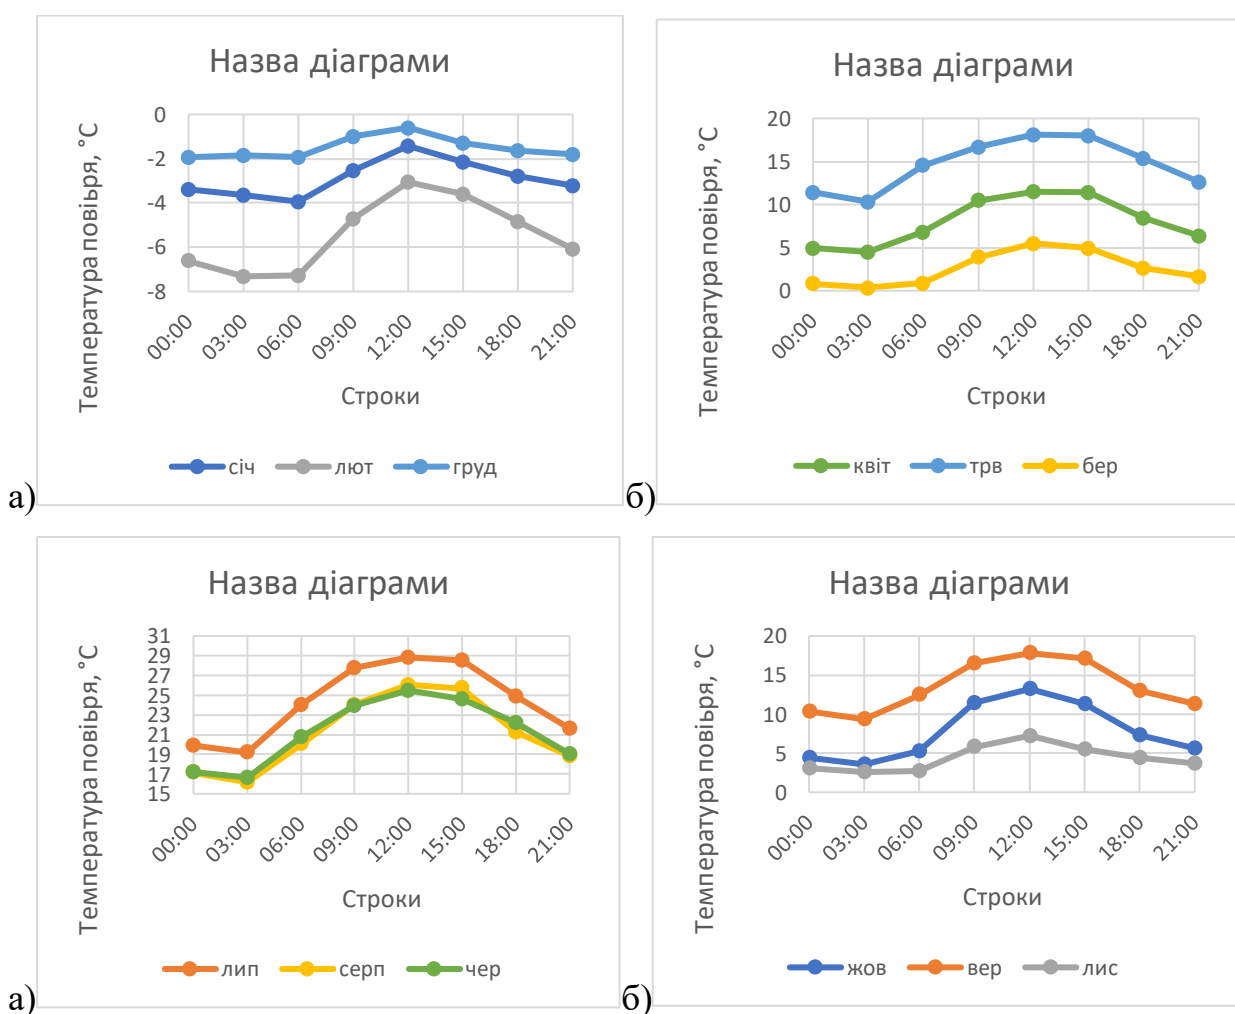 Назва діаграми
Температура повіьря, °C
0
-2
-4
-6
-8
00:00 03:00 06:00 09:00 12:00 15:00 18:00 21:00
Строки
січ лют груд
а)
Назва діаграми
Температура повіьря, °C
20
15
10
5
0
00:00 03:00 06:00 09:00 12:00 15:00 18:00 21:00
Строки
квіт трв бер
б)
Назва діаграми
Температура повіьря, °C
31
29
27
25
23
21
19
17
15
00:00 03:00 06:00 09:00 12:00 15:00 18:00 21:00
Строки
лип серп чер
а)
Назва діаграми
Температура повіьря, °C
20
15
10
5
0
00:00 03:00 06:00 09:00 12:00 15:00 18:00 21:00
Строки
жов вер лис
б)